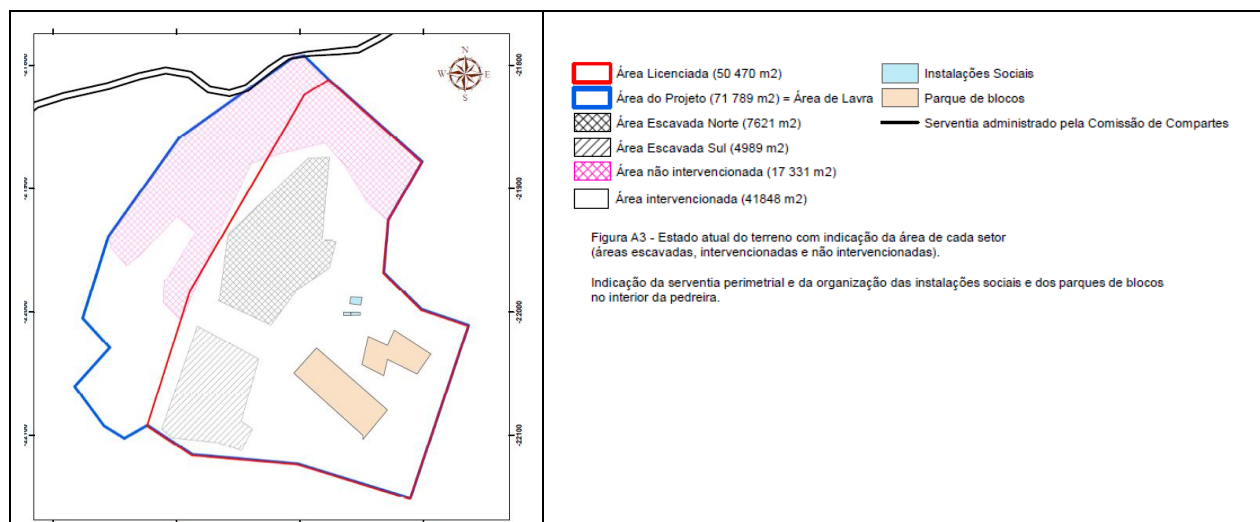 N
W E
S
-21800
-21900
-22000
-22100
Área Licenciada (50 470 m2)
Área do Projeto (71 789 m2) = Área de Lavra
Área Escavada Norte (7621 m2)
Área Escavada Sul (4989 m2)
Área não intervencionada (17 331 m2)
Área intervencionada (41848 m2)
Instalações Sociais
Parque de blocos
Serventia administrado pela Comissão de Compartes
Figura A3 - Estado atual do terreno com indicação da área de cada setor
(áreas escavadas, intervencionadas e não intervencionadas).
Indicação da serventia perimetrial e da organização das instalações sociais e dos parques de blocos
no interior da pedreira.